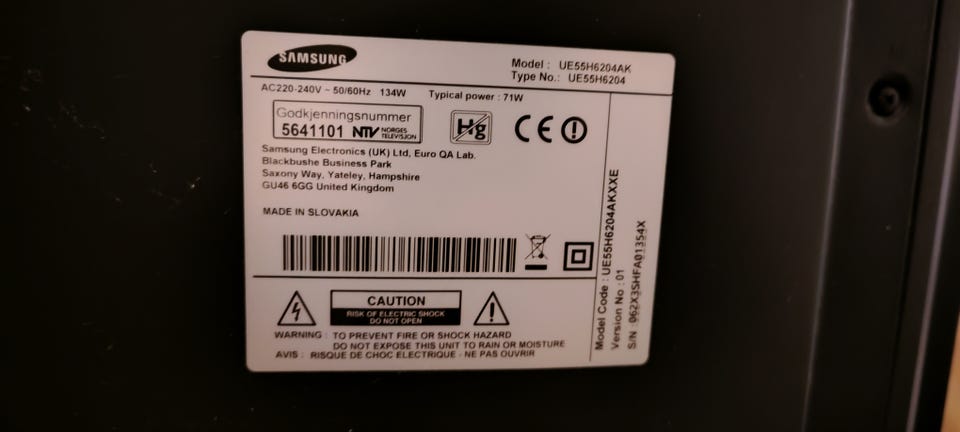 SAMSUNG
Model : UE55H6204AK
Type No.: UE55H6204
AC220-240V ~ 50/60Hz 134W Typical power : 71W
Godkjenningsnummer
5641101 NTV NORGES TELEVISJON
Hg
CE
Samsung Electronics (UK) Ltd, Euro QA Lab.
Blackbushe Business Park
Saxony Way, Yateley, Hampshire
GU46 6GG United Kingdom
MADE IN SLOVAKIA
CAUTION
RISK OF ELECTRIC SHOCK
DO NOT OPEN
WARNING : TO PREVENT FIRE OR SHOCK HAZARD
DO NOT EXPOSE THIS UNIT TO RAIN OR MOISTURE
AVIS : RISQUE DE CHOC ELECTRIQUE - NE PAS OUVRIR
Model Code : UE55H6204AKXXE
Version No : 01
S/N : 062X3SHFA01354X